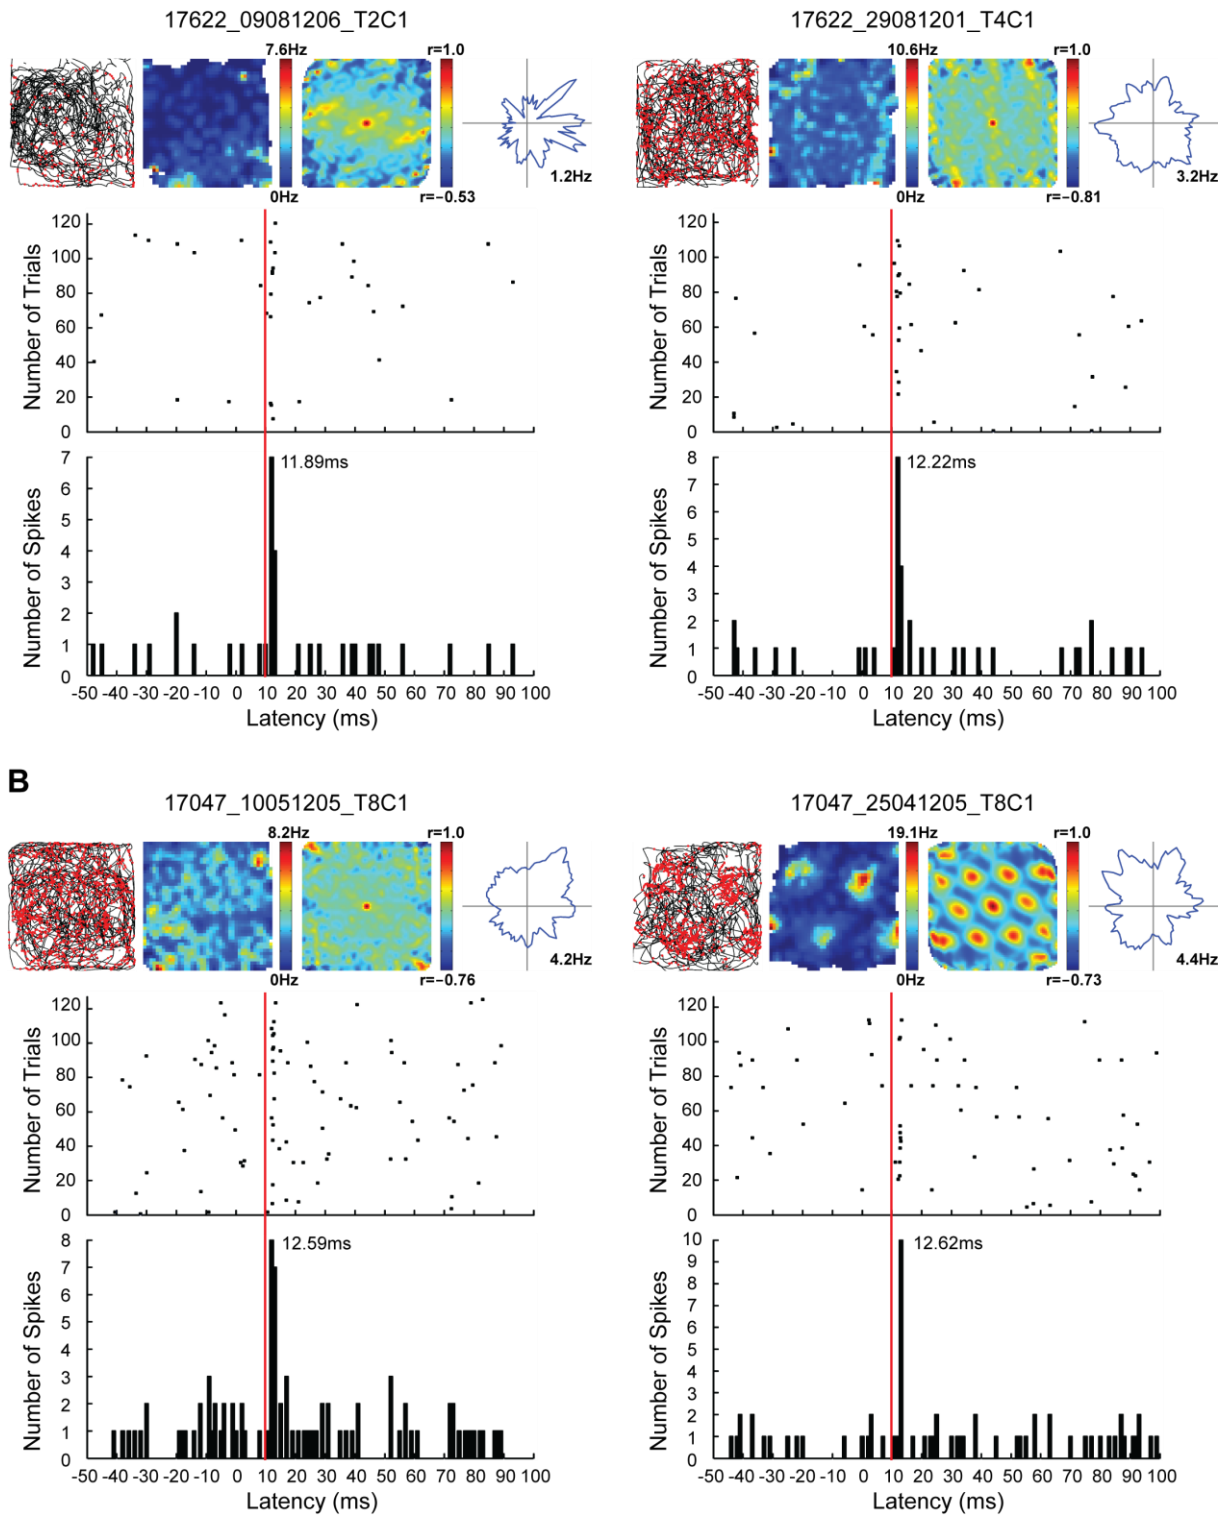 17622_09081206_T2C1
7.6Hz r=1.0
0Hz r=−0.53
1.2Hz
Number of Trials
120
100
80
60
40
20
0
Number of Spikes
7
6
5
4
3
2
1
0
11.89ms
-50 -40 -30 -20 -10 0 10 20 30 40 50 60 70 80 90 100
Latency (ms)
17622_29081201_T4C1
10.6Hz r=1.0
0Hz r=−0.81
3.2Hz
Number of Trials
120
100
80
60
40
20
0
Number of Spikes
8
7
6
5
4
3
2
1
0
12.22ms
-50 -40 -30 -20 -10 0 10 20 30 40 50 60 70 80 90 100
Latency (ms)
B
17047_10051205_T8C1
8.2Hz r=1.0
0Hz r=−0.76
4.2Hz
Number of Trials
120
100
80
60
40
20
0
Number of Spikes
8
7
6
5
4
3
2
1
0
12.59ms
-50 -40 -30 -20 -10 0 10 20 30 40 50 60 70 80 90 100
Latency (ms)
17047_25041205_T8C1
19.1Hz r=1.0
0Hz r=−0.73
4.4Hz
Number of Trials
120
100
80
60
40
20
0
Number of Spikes
10
9
8
7
6
5
4
3
2
1
0
12.62ms
-50 -40 -30 -20 -10 0 10 20 30 40 50 60 70 80 90 100
Latency (ms)